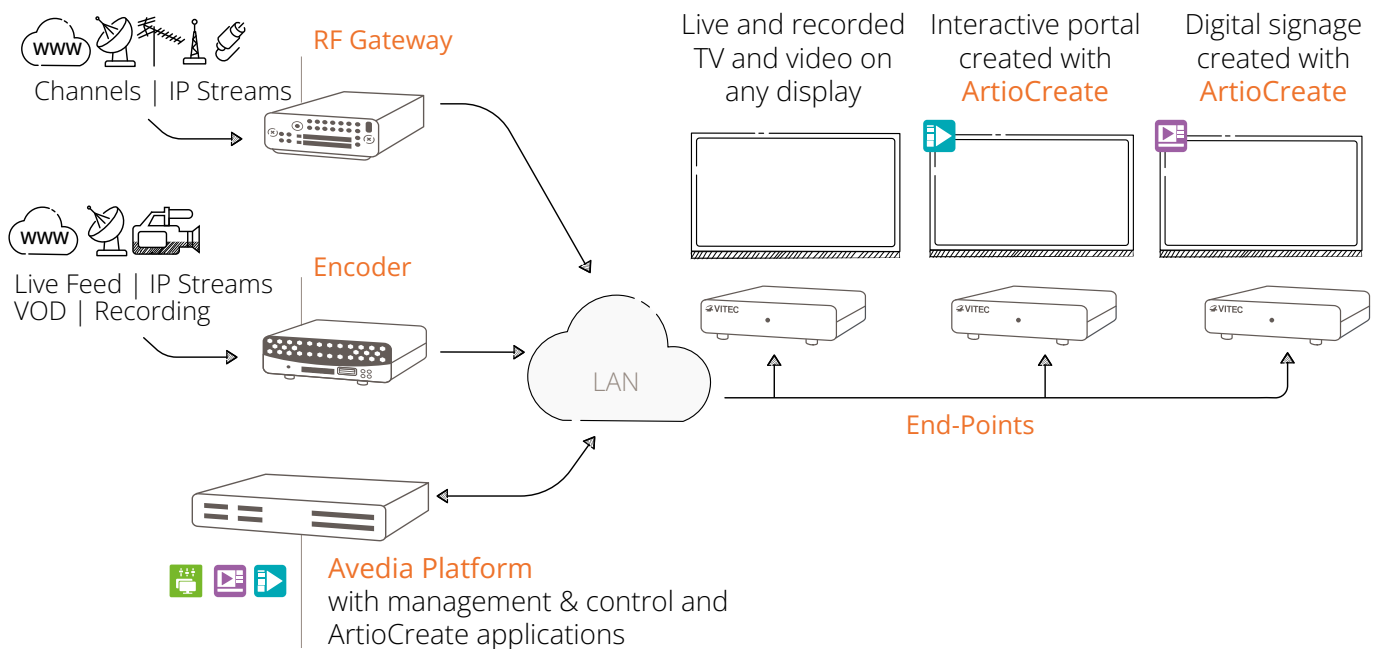 WWW
Channels | IP Streams
RF Gateway
WWW
Live Feed | IP Streams
VOD | Recording
Encoder
LAN
Avedia Platform
with management & control and
ArtioCreate applications
Live and recorded
TV and video on
any display
Interactive portal
created with
ArtioCreate
Digital signage
created with
ArtioCreate
VITEC
VITEC
VITEC
End-Points